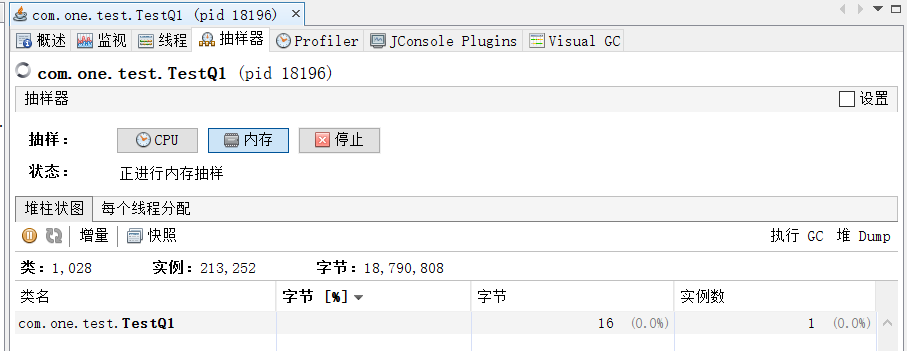 com.one.test.TestQ1 (pid 18196)
概述 监视 线程 抽样器 Profiler JConsole Plugins Visual GC
com.one.test.TestQ1 (pid 18196)
抽样器 设置
抽样： CPU 内存 停止
状态： 正进行内存抽样
堆柱状图 每个线程分配
增量 快照 执行 GC 堆 Dump
类：1,028 实例：213,252 字节：18,790,808
类名 字节 [%] 字节 实例数
com.one.test.TestQ1 16 (0.0%) 1 (0.0%)